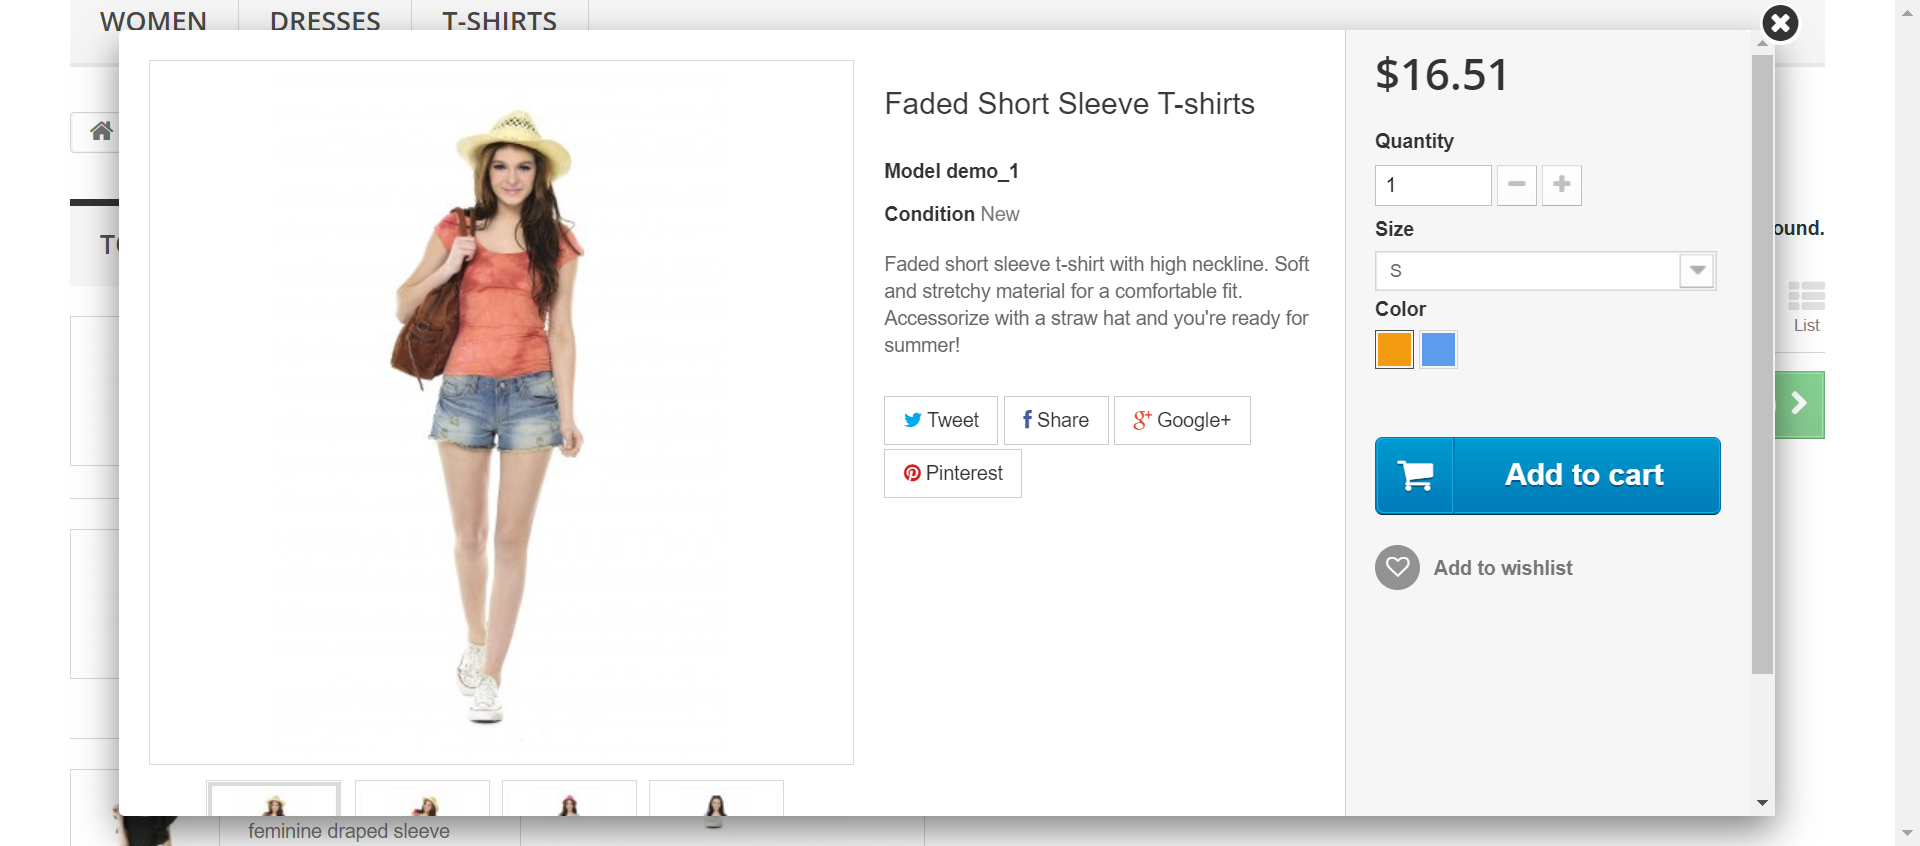 WOMEN
DRESSES
T-SHIRTS
Faded Short Sleeve T-shirts
Model demo_1
Condition New
Faded short sleeve t-shirt with high neckline. Soft
and stretchy material for a comfortable fit.
Accessorize with a straw hat and you're ready for
summer!
Tweet
Share
Google+
Pinterest
$16.51
Quantity
1
Size
S
Color
Add to cart
Add to wishlist
ound.
List
feminine draped sleeve